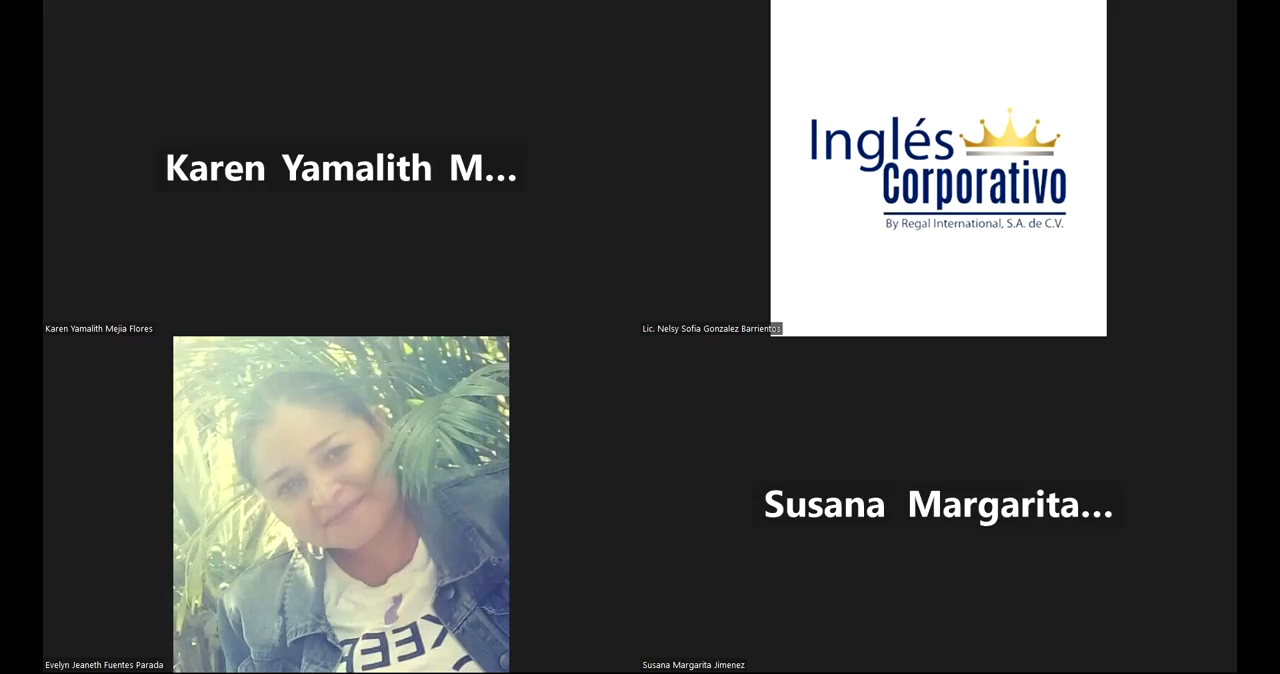 Karen Yamalith M...
Karen Yamalith Mejia Flores
Inglés
Corporativo
By Regal International, S.A. de C.V.
Lic. Nelsy Sofia Gonzalez Barrientos
KEE
Evelyn Jeaneth Fuentes Parada
Susana Margarita...
Susana Margarita Jimenez